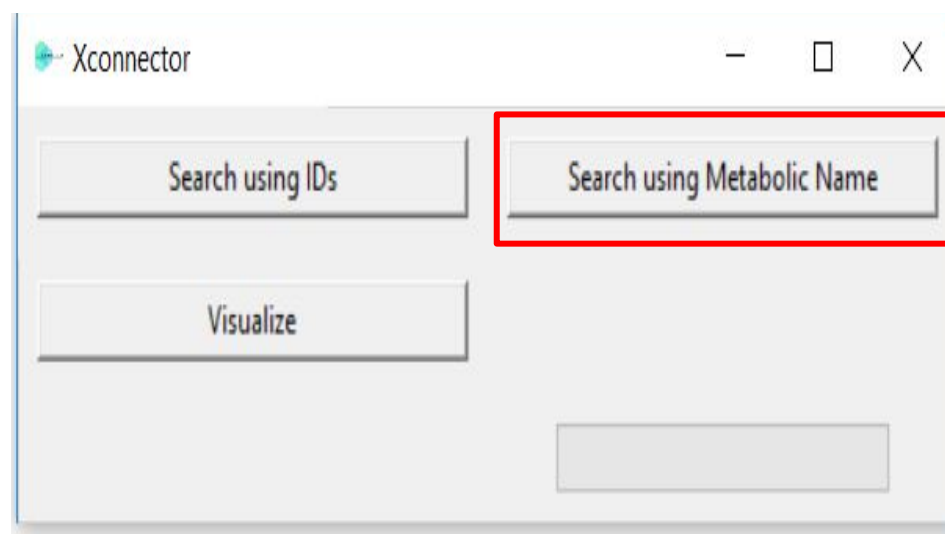 Xconnector
Search using IDs
Search using Metabolic Name
Visualize